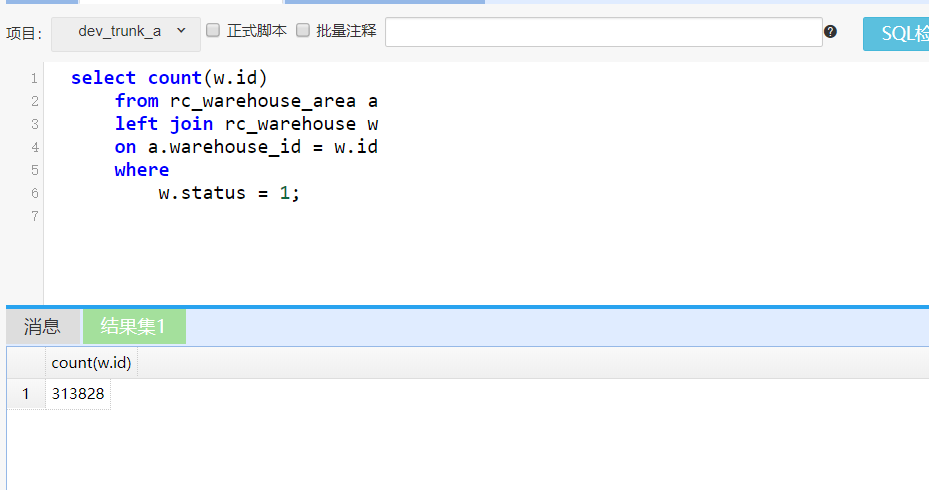 项目： dev_trunk_a 正式脚本 批量注释 SQL检
1 select count(w.id)
2 from rc_warehouse_area a
3 left join rc_warehouse w
4 on a.warehouse_id = w.id
5 where
6 w.status = 1;
7
消息 结果集1
count(w.id)
1 313828